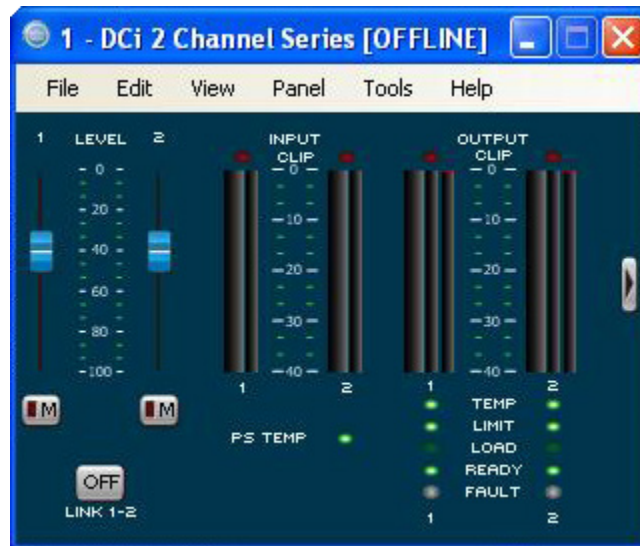 1 - DCi 2 Channel Series [OFFLINE]
File Edit View Panel Tools Help
1 LEVEL 2
INPUT CLIP
OUTPUT CLIP
- 0 -
- 20 -
- 40 -
- 60 -
- 80 -
-100 -
M
M
OFF
LINK 1-2
-0-
-10-
-20-
-30-
-40-
1 2
PS TEMP
-0-
-10-
-20-
-30-
-40-
1 2
TEMP
LIMIT
LOAD
READY
FAULT
1 2